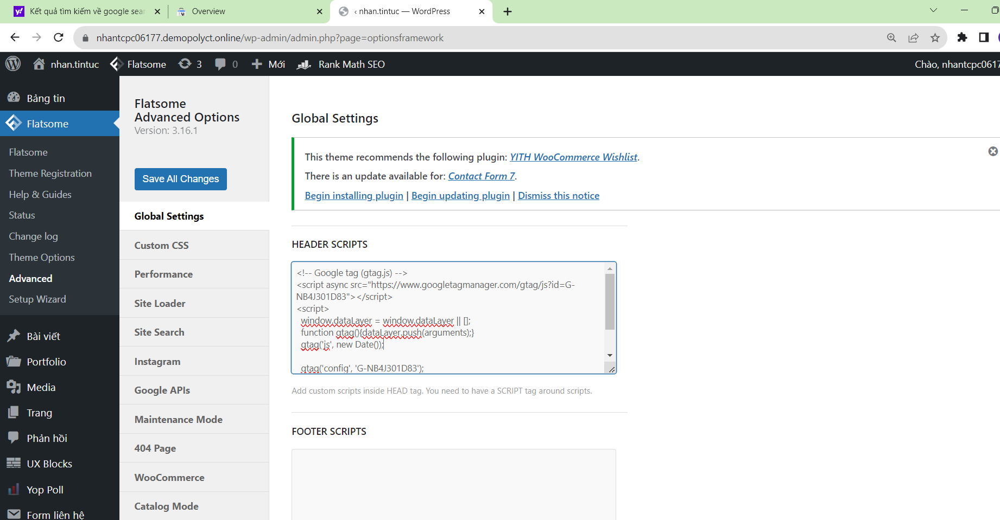 Kết quả tìm kiếm về google sear
Overview
‹ nhan.tintuc — WordPress
nhantcpc06177.demopolyct.online/wp-admin/admin.php?page=optionsframework
nhan.tintuc
Flatsome
3
0
Mới
Rank Math SEO
Chào, nhantcpc0617
Bảng tin
Flatsome
Flatsome
Theme Registration
Help & Guides
Status
Change log
Theme Options
Advanced
Setup Wizard
Bài viết
Portfolio
Media
Trang
Phản hồi
UX Blocks
Yop Poll
Form liên hệ
Flatsome
Advanced Options
Version: 3.16.1
Save All Changes
Global Settings
Custom CSS
Performance
Site Loader
Site Search
Instagram
Google APIs
Maintenance Mode
404 Page
WooCommerce
Catalog Mode
Global Settings
This theme recommends the following plugin: YITH WooCommerce Wishlist.
There is an update available for: Contact Form 7.
Begin installing plugin | Begin updating plugin | Dismiss this notice
HEADER SCRIPTS
<!-- Google tag (gtag.js) -->
<script async src="https://www.googletagmanager.com/gtag/js?id=G-
NB4J301D83"></script>
<script>
window.dataLayer = window.dataLayer || [];
function gtag(){dataLayer.push(arguments);}
gtag('js', new Date());
gtag('config', 'G-NB4J301D83');
Add custom scripts inside HEAD tag. You need to have a SCRIPT tag around scripts.
FOOTER SCRIPTS